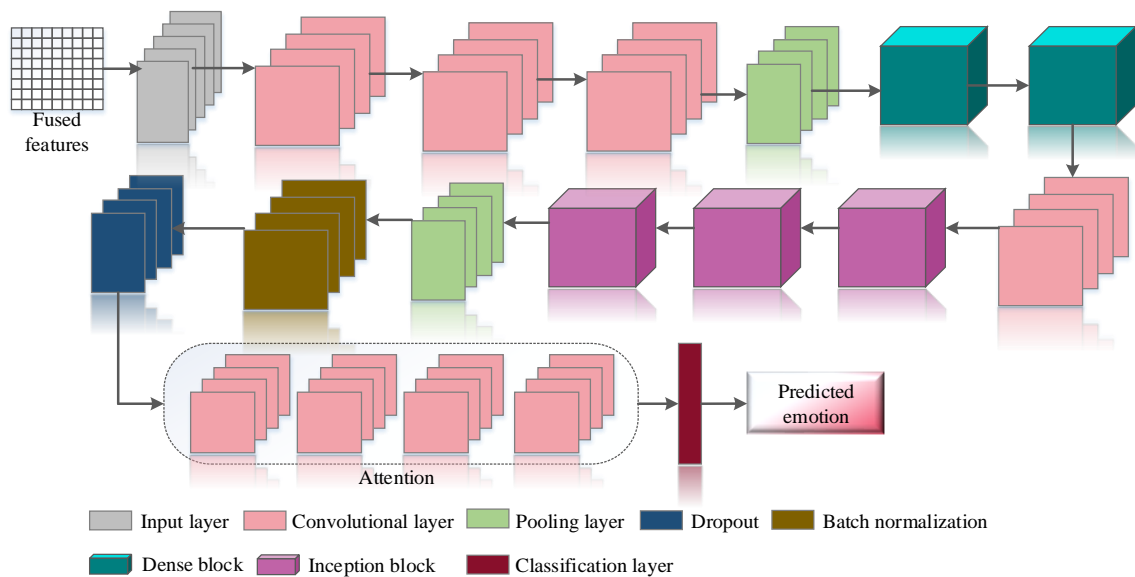 Fused
features
Predicted
emotion
Attention
Input layer
Convolutional layer
Pooling layer
Dropout
Batch normalization
Dense block
Inception block
Classification layer